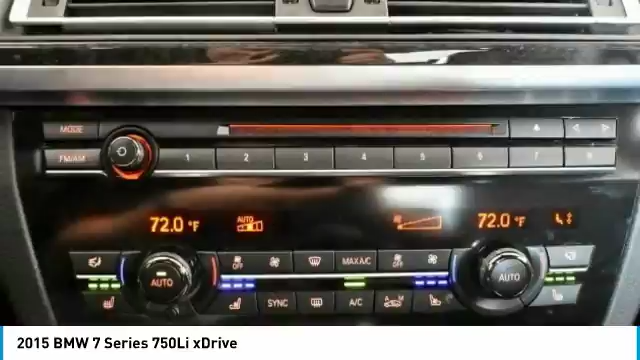 MODE
FM/AM 1 2 3 4 5 6 7 8
72.0 °F AUTO 72.0 °F
OFF MAX A/C OFF
AUTO AUTO
SYNC A/C
2015 BMW 7 Series 750Li xDrive